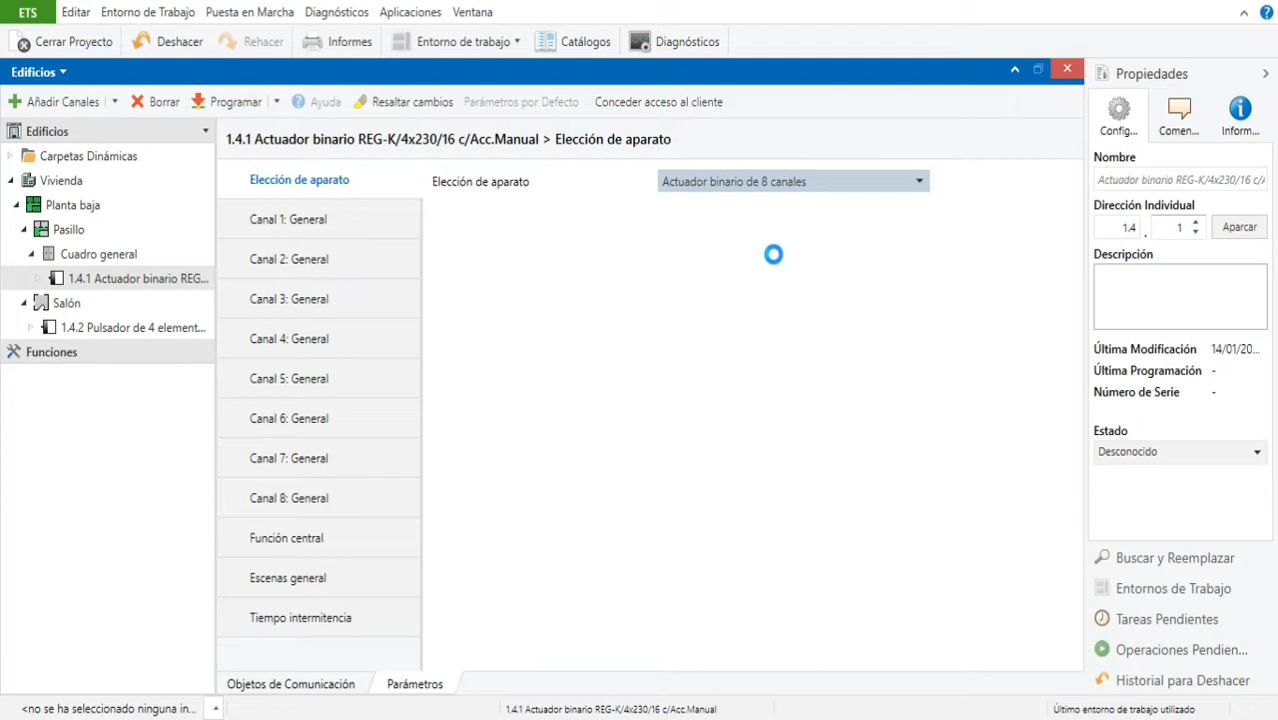 ETS Editar Entorno de Trabajo Puesta en Marcha Diagnósticos Aplicaciones Ventana
Cerrar Proyecto Deshacer Rehacer Informes Entorno de trabajo Catálogos Diagnósticos
Edificios
Añadir Canales Borrar Programar Ayuda Resaltar cambios Parámetros por Defecto Conceder acceso al cliente
Edificios
Carpetas Dinámicas
Vivienda
Planta baja
Pasillo
Cuadro general
1.4.1 Actuador binario REG...
Salón
1.4.2 Pulsador de 4 element...
Funciones
1.4.1 Actuador binario REG-K/4x230/16 c/Acc.Manual > Elección de aparato
Elección de aparato
Canal 1: General
Canal 2: General
Canal 3: General
Canal 4: General
Canal 5: General
Canal 6: General
Canal 7: General
Canal 8: General
Función central
Escenas general
Tiempo intermitencia
Elección de aparato Actuador binario de 8 canales
Objetos de Comunicación Parámetros
Propiedades
Config... Comen... Inform...
Nombre
Actuador binario REG-K/4x230/16 c/A
Dirección Individual
1.4 . 1 Aparcar
Descripción
Última Modificación 14/01/20...
Última Programación -
Número de Serie -
Estado
Desconocido
Buscar y Reemplazar
Entornos de Trabajo
Tareas Pendientes
Operaciones Pendien...
Historial para Deshacer
<no se ha seleccionado ninguna in... 1.4.1 Actuador binario REG-K/4x230/16 c/Acc.Manual Último entorno de trabajo utilizado